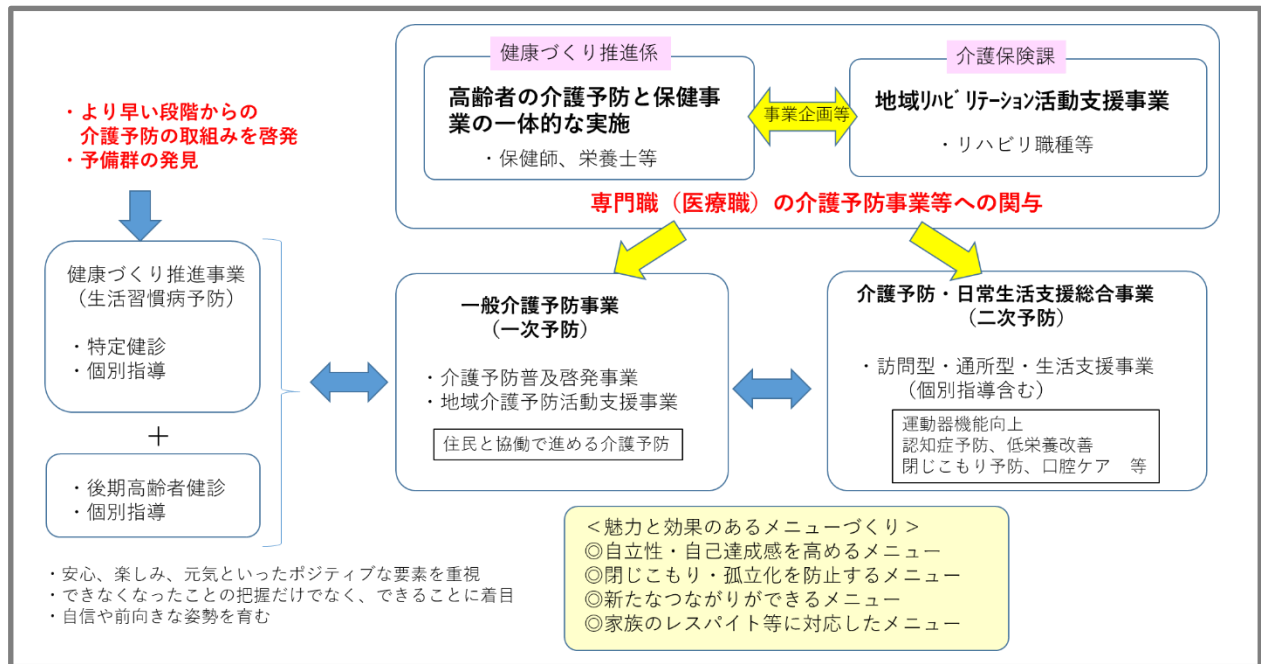 健康づくり推進係
高齢者の介護予防と保健事
業の一体的な実施
・保健師、栄養士等
事業企画等
介護保険課
地域ﾘﾊﾋﾞﾘﾃｰｼｮﾝ活動支援事業
・リハビリ職種等
専門職（医療職）の介護予防事業等への関与
・より早い段階からの
介護予防の取組みを啓発
・予備群の発見
健康づくり推進事業
（生活習慣病予防）
・特定健診
・個別指導
＋
・後期高齢者健診
・個別指導
一般介護予防事業
（一次予防）
・介護予防普及啓発事業
・地域介護予防活動支援事業
住民と協働で進める介護予防
介護予防・日常生活支援総合事業
（二次予防）
・訪問型・通所型・生活支援事業
（個別指導含む）
運動器機能向上
認知症予防、低栄養改善
閉じこもり予防、口腔ケア　等
・安心、楽しみ、元気といったポジティブな要素を重視
・できなくなったことの把握だけでなく、できることに着目
・自信や前向きな姿勢を育む
＜魅力と効果のあるメニューづくり＞
◎自立性・自己達成感を高めるメニュー
◎閉じこもり・孤立化を防止するメニュー
◎新たなつながりができるメニュー
◎家族のレスパイト等に対応したメニュー